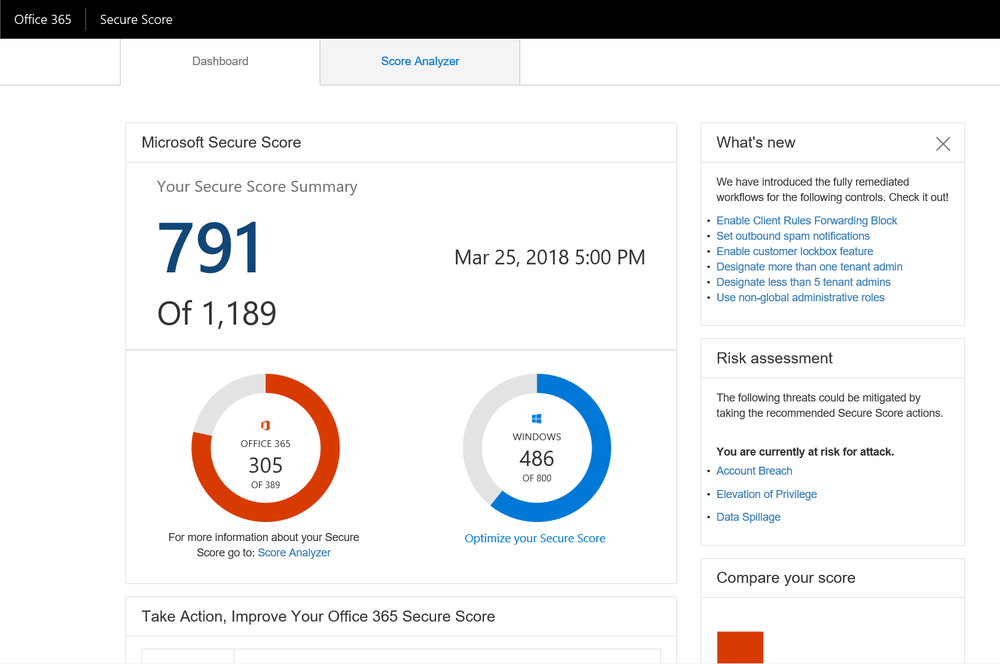 Office 365
Secure Score
Dashboard
Score Analyzer
Microsoft Secure Score
Your Secure Score Summary
791
Of 1,189
Mar 25, 2018 5:00 PM
OFFICE 365
305
OF 389
For more information about your Secure
Score go to: Score Analyzer
WINDOWS
486
OF 800
Optimize your Secure Score
Take Action, Improve Your Office 365 Secure Score
What's new
We have introduced the fully remediated
workflows for the following controls. Check it out!
• Enable Client Rules Forwarding Block
• Set outbound spam notifications
• Enable customer lockbox feature
• Designate more than one tenant admin
• Designate less than 5 tenant admins
• Use non-global administrative roles
Risk assessment
The following threats could be mitigated by
taking the recommended Secure Score actions.
You are currently at risk for attack.
• Account Breach
• Elevation of Privilege
• Data Spillage
Compare your score